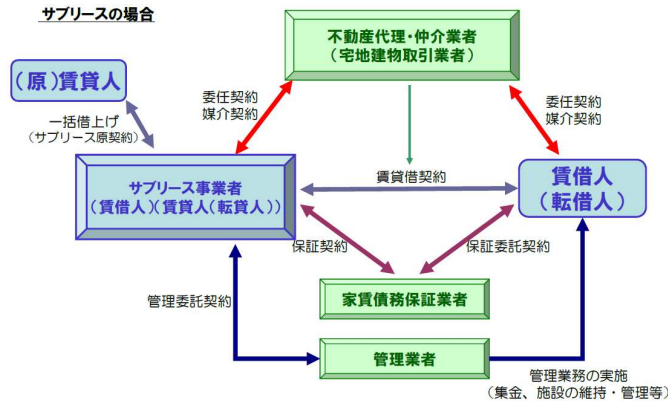 サブリースの場合
不動産代理・仲介業者
（宅地建物取引業者）
（原）賃貸人
委任契約
媒介契約
委任契約
媒介契約
一括借上げ
（サブリース原契約）
サブリース事業者
（賃借人）（賃貸人（転貸人））
賃貸借契約
賃借人
（転借人）
保証契約
保証委託契約
家賃債務保証業者
管理委託契約
管理業者
管理業務の実施
（集金、施設の維持・管理等）